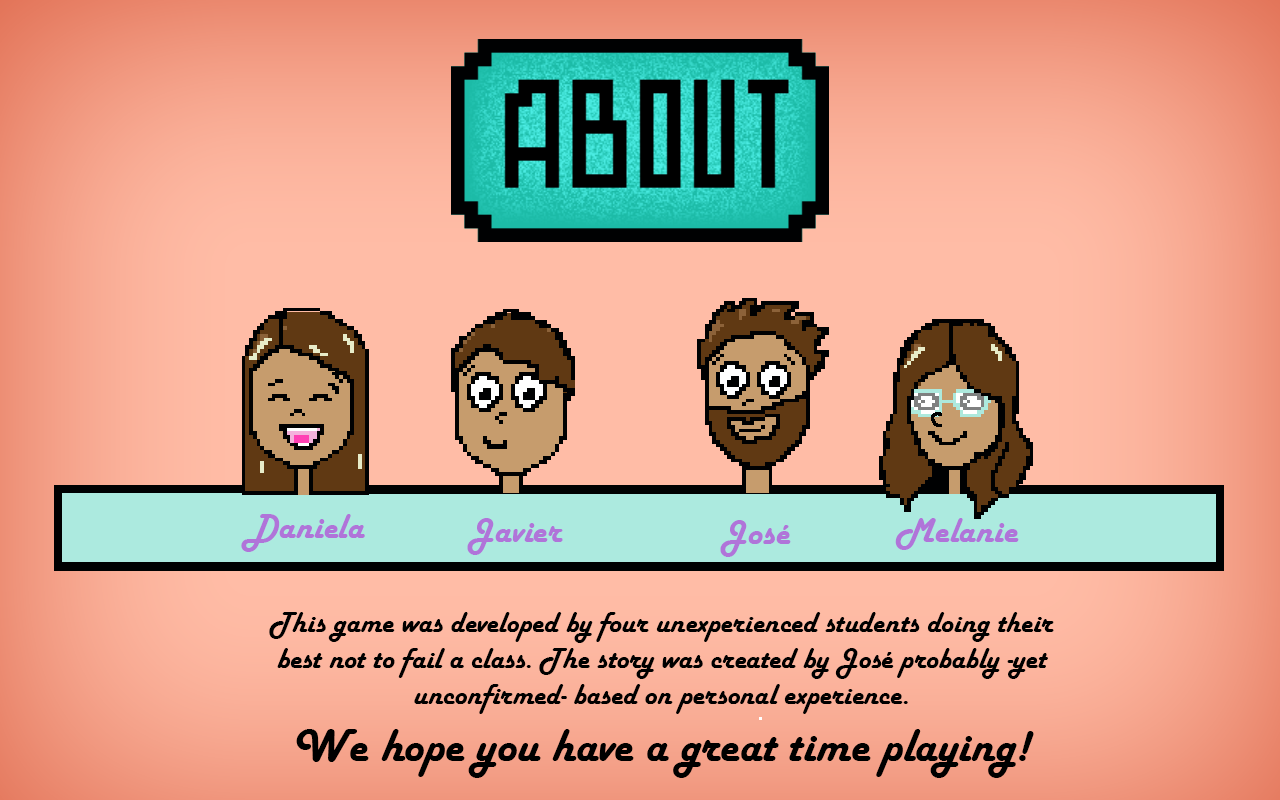 ABOUT
Daniela Javier José Melanie
This game was developed by four unexperienced students doing their
best not to fail a class. The story was created by José probably -yet
unconfirmed- based on personal experience.
We hope you have a great time playing!